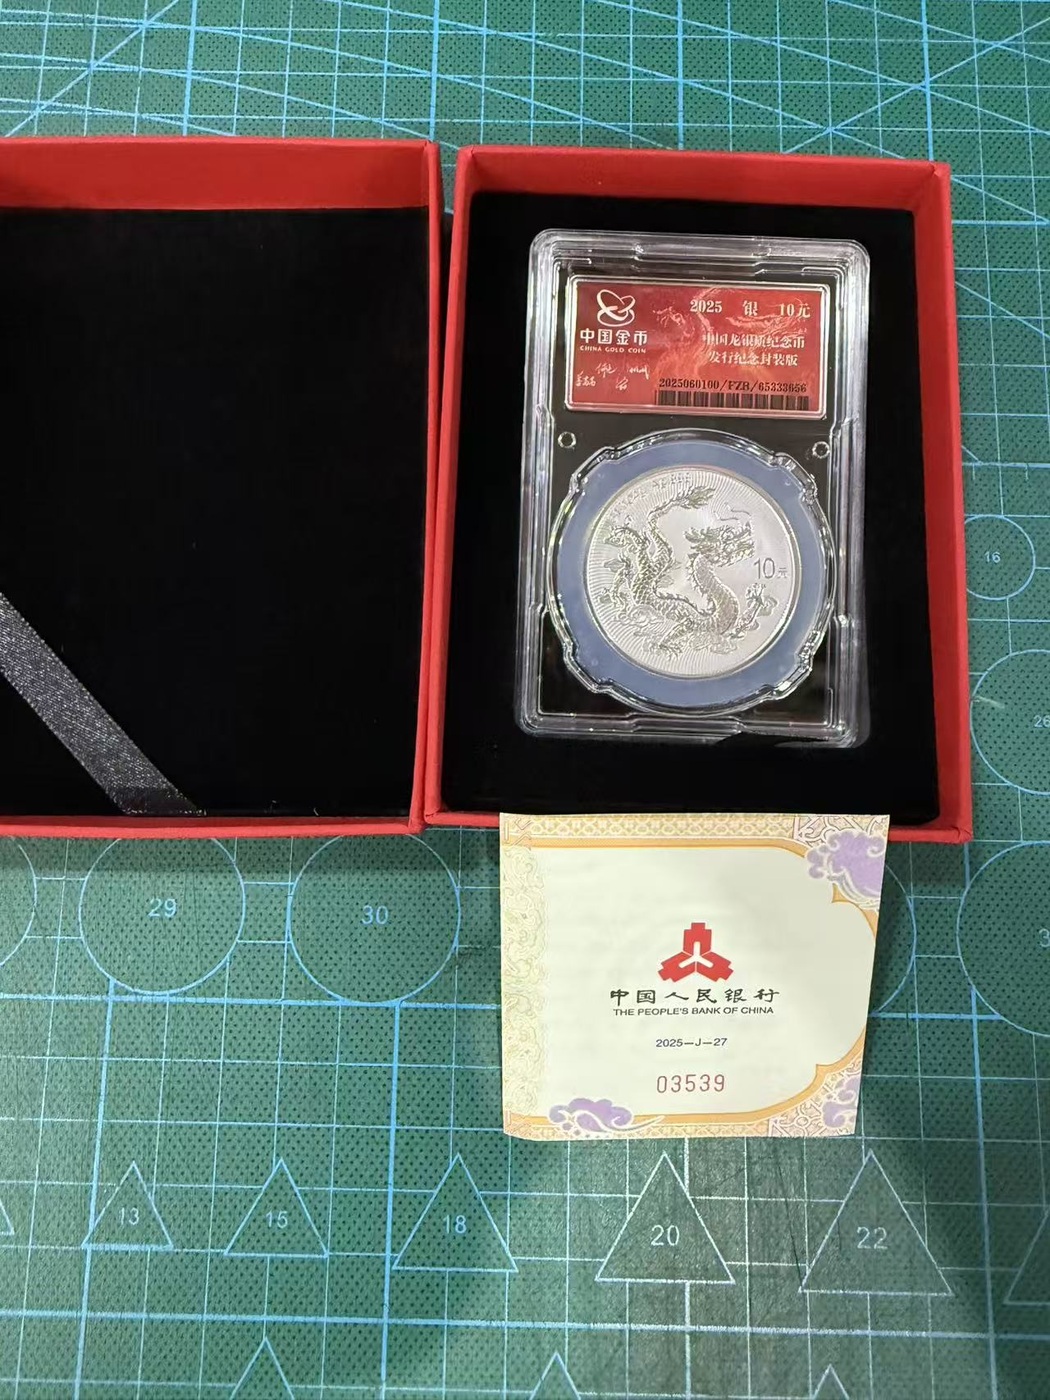 2025 银 10元
中国金币
CHINA GOLD COIN
中国龙银质纪念币
发行纪念封装版
2025060100/FZB/65333656
10元
16
26
29
30
中国人民银行
THE PEOPLE'S BANK OF CHINA
2025—J—27
03539
13
15
18
20
22